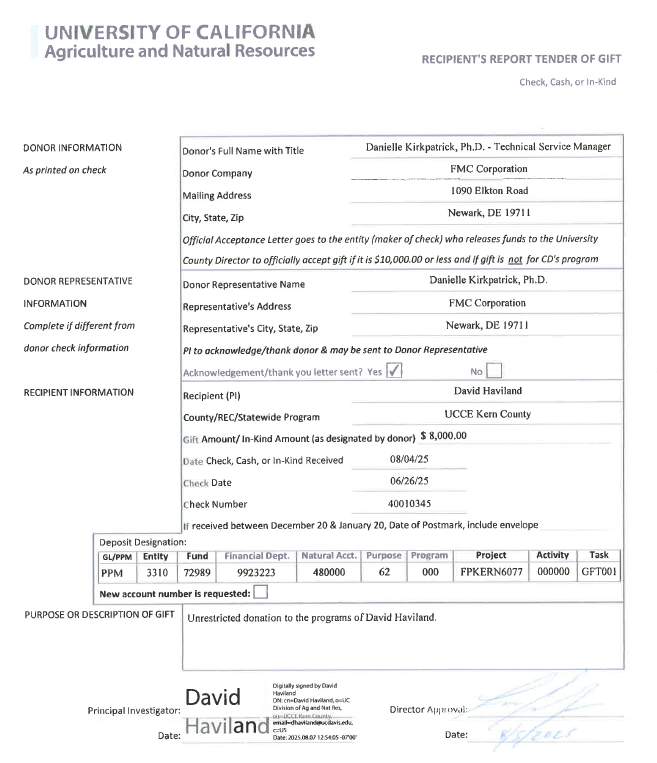 UNIVERSITY OF CALIFORNIA
Agriculture and Natural Resources
RECIPIENT'S REPORT TENDER OF GIFT
Check, Cash, or In-Kind
DONOR INFORMATION
As printed on check
Donor's Full Name with Title Danielle Kirkpatrick, Ph.D. - Technical Service Manager
Donor Company FMC Corporation
Mailing Address 1090 Elkton Road
City, State, Zip Newark, DE 19711
Official Acceptance Letter goes to the entity (maker of check) who releases funds to the University
County Director to officially accept gift if it is $10,000.00 or less and if gift is not for CD's program
DONOR REPRESENTATIVE
INFORMATION
Complete if different from
donor check information
Donor Representative Name Danielle Kirkpatrick, Ph.D.
Representative's Address FMC Corporation
Representative's City, State, Zip Newark, DE 19711
PI to acknowledge/thank donor & may be sent to Donor Representative
Acknowledgement/thank you letter sent? Yes ✓ No
RECIPIENT INFORMATION
Recipient (PI) David Haviland
County/REC/Statewide Program UCCE Kern County
Gift Amount/ In-Kind Amount (as designated by donor) $ 8,000.00
Date Check, Cash, or In-Kind Received 08/04/25
Check Date 06/26/25
Check Number 40010345
If received between December 20 & January 20, Date of Postmark, include envelope
Deposit Designation:
GL/PPM Entity Fund Financial Dept. Natural Acct. Purpose Program Project Activity Task
PPM 3310 72989 9923223 480000 62 000 FPKERN6077 000000 GFT001
New account number is requested:
PURPOSE OR DESCRIPTION OF GIFT
Unrestricted donation to the programs of David Haviland.
Principal Investigator: David
Haviland
Digitally signed by David
Haviland
DN: cn=David Haviland, o=UC
Division of Ag and Nat Res,
ou=UCCE Kern County,
email=dhaviland@ucdavis.edu,
c=US
Date: 2025.08.07 12:54:05 -07'00'
Date:
Director Approval:
Date: 8/5/2025